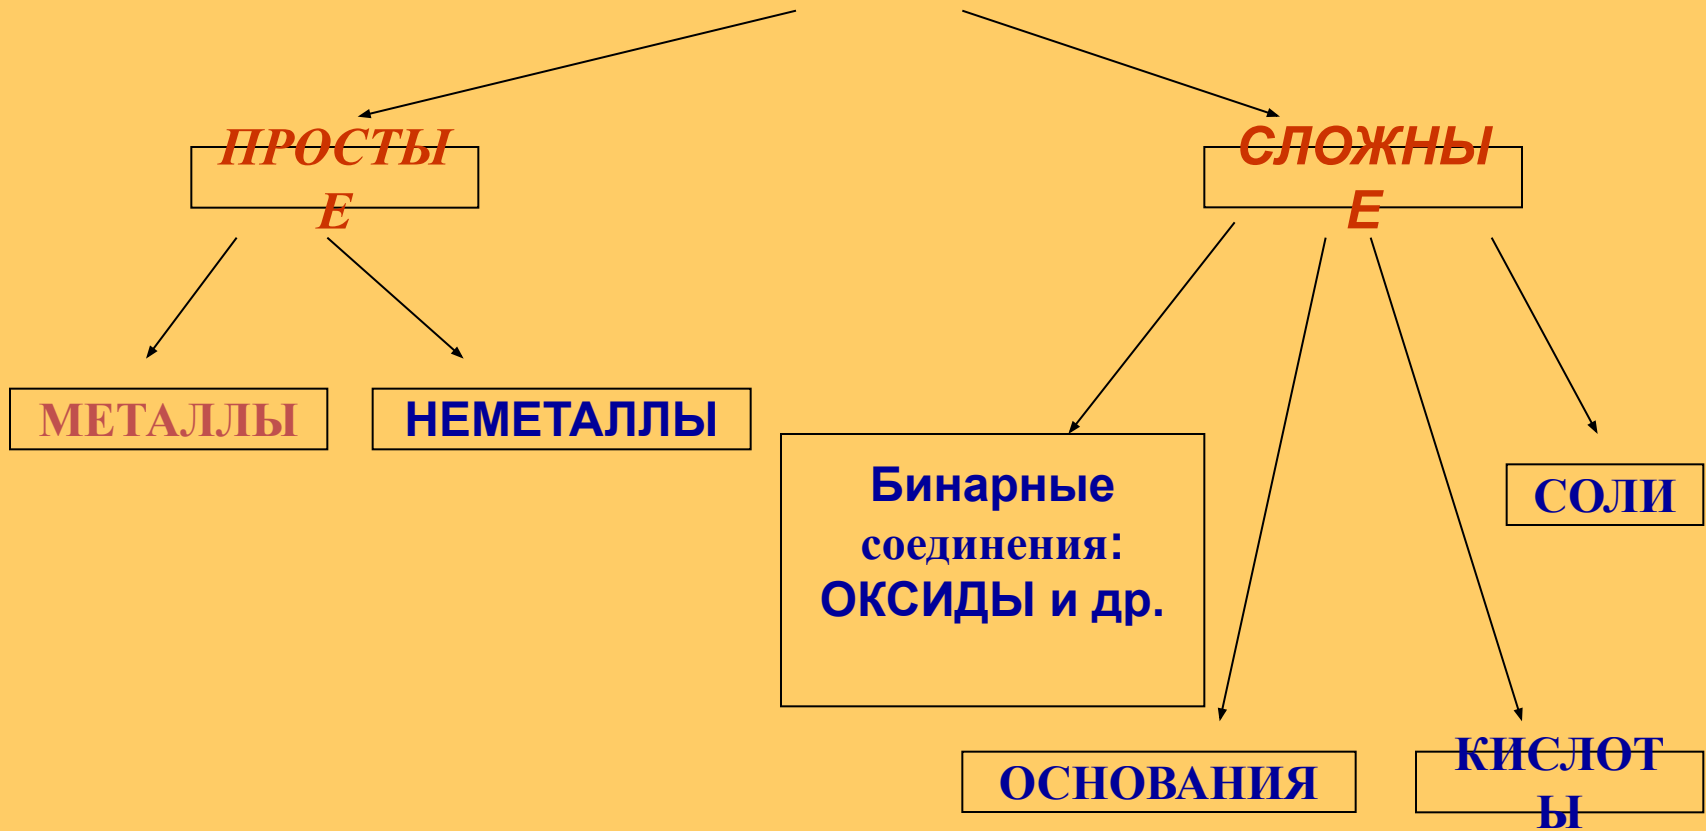 ПРОСТЫ
Е
СЛОЖНЫ
Е
МЕТАЛЛЫ
НЕМЕТАЛЛЫ
Бинарные
соединения:
ОКСИДЫ и др.
СОЛИ
ОСНОВАНИЯ
КИСЛОТ
Ы